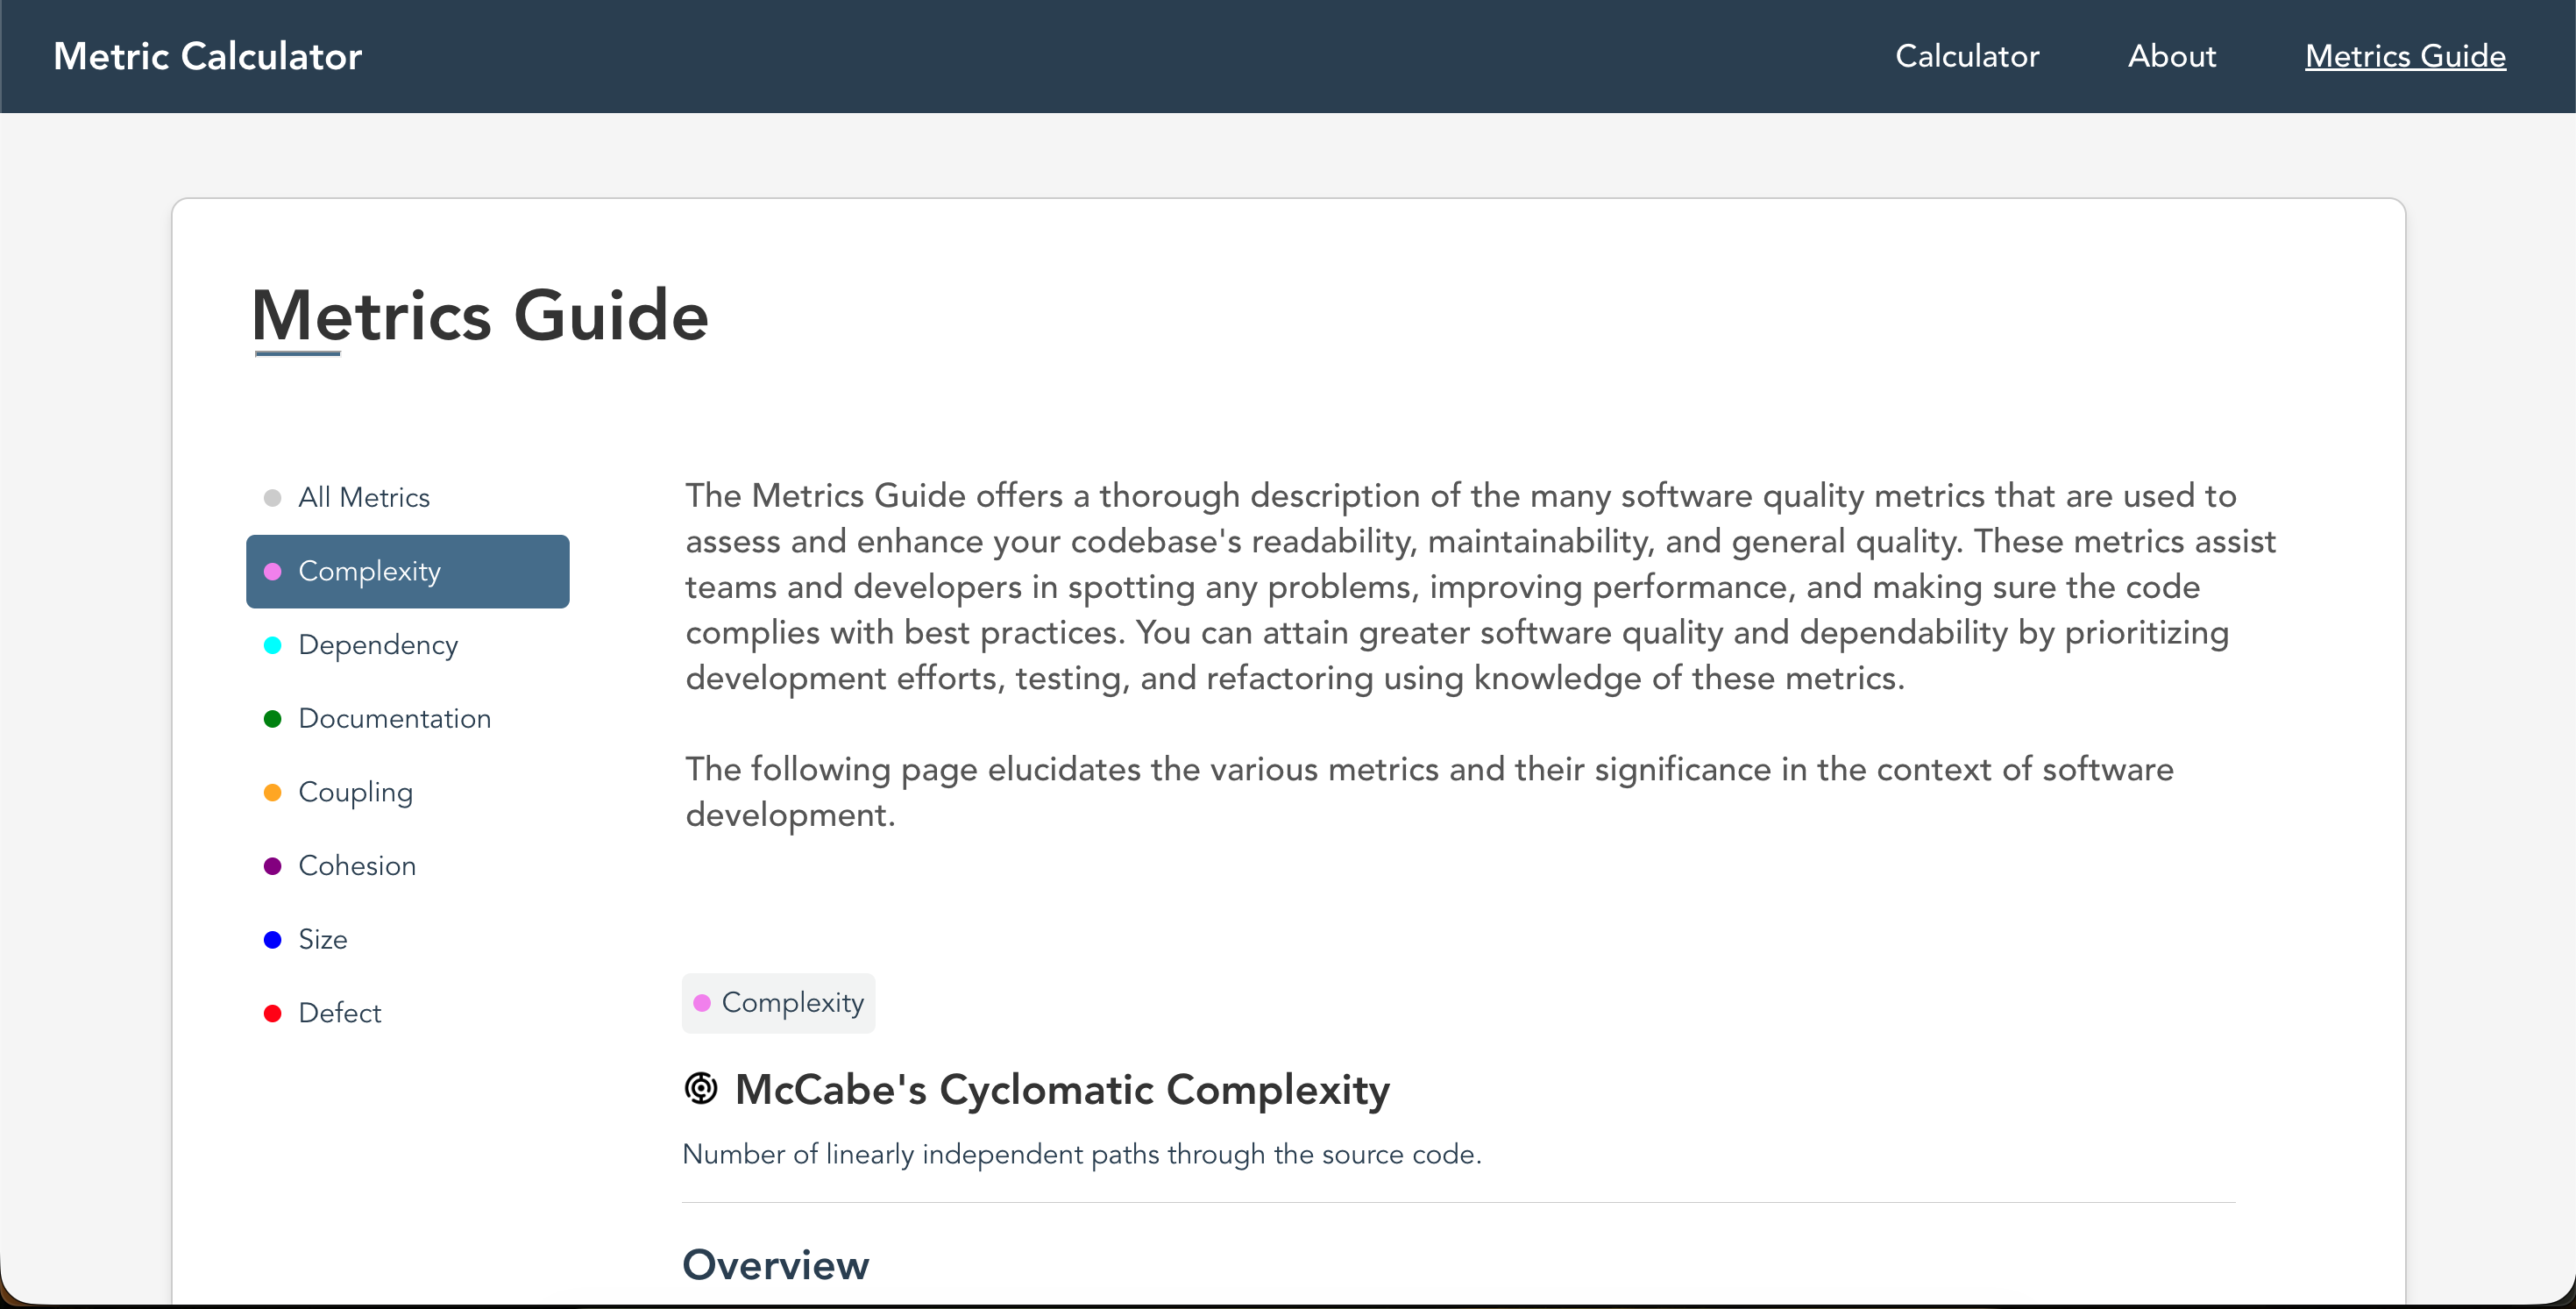 Metric Calculator
Calculator
About
Metrics Guide
Metrics Guide
All Metrics
Complexity
Dependency
Documentation
Coupling
Cohesion
Size
Defect
The Metrics Guide offers a thorough description of the many software quality metrics that are used to
assess and enhance your codebase's readability, maintainability, and general quality. These metrics assist
teams and developers in spotting any problems, improving performance, and making sure the code
complies with best practices. You can attain greater software quality and dependability by prioritizing
development efforts, testing, and refactoring using knowledge of these metrics.
The following page elucidates the various metrics and their significance in the context of software
development.
Complexity
McCabe's Cyclomatic Complexity
Number of linearly independent paths through the source code.
Overview